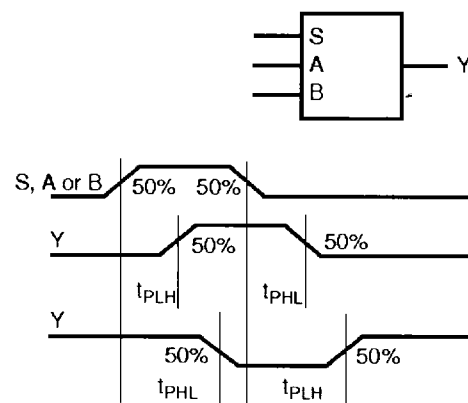 S
A Y
B
S, A or B 50% 50%
Y 50% 50%
tPLH tPHL
Y 50% 50%
tPHL tPLH